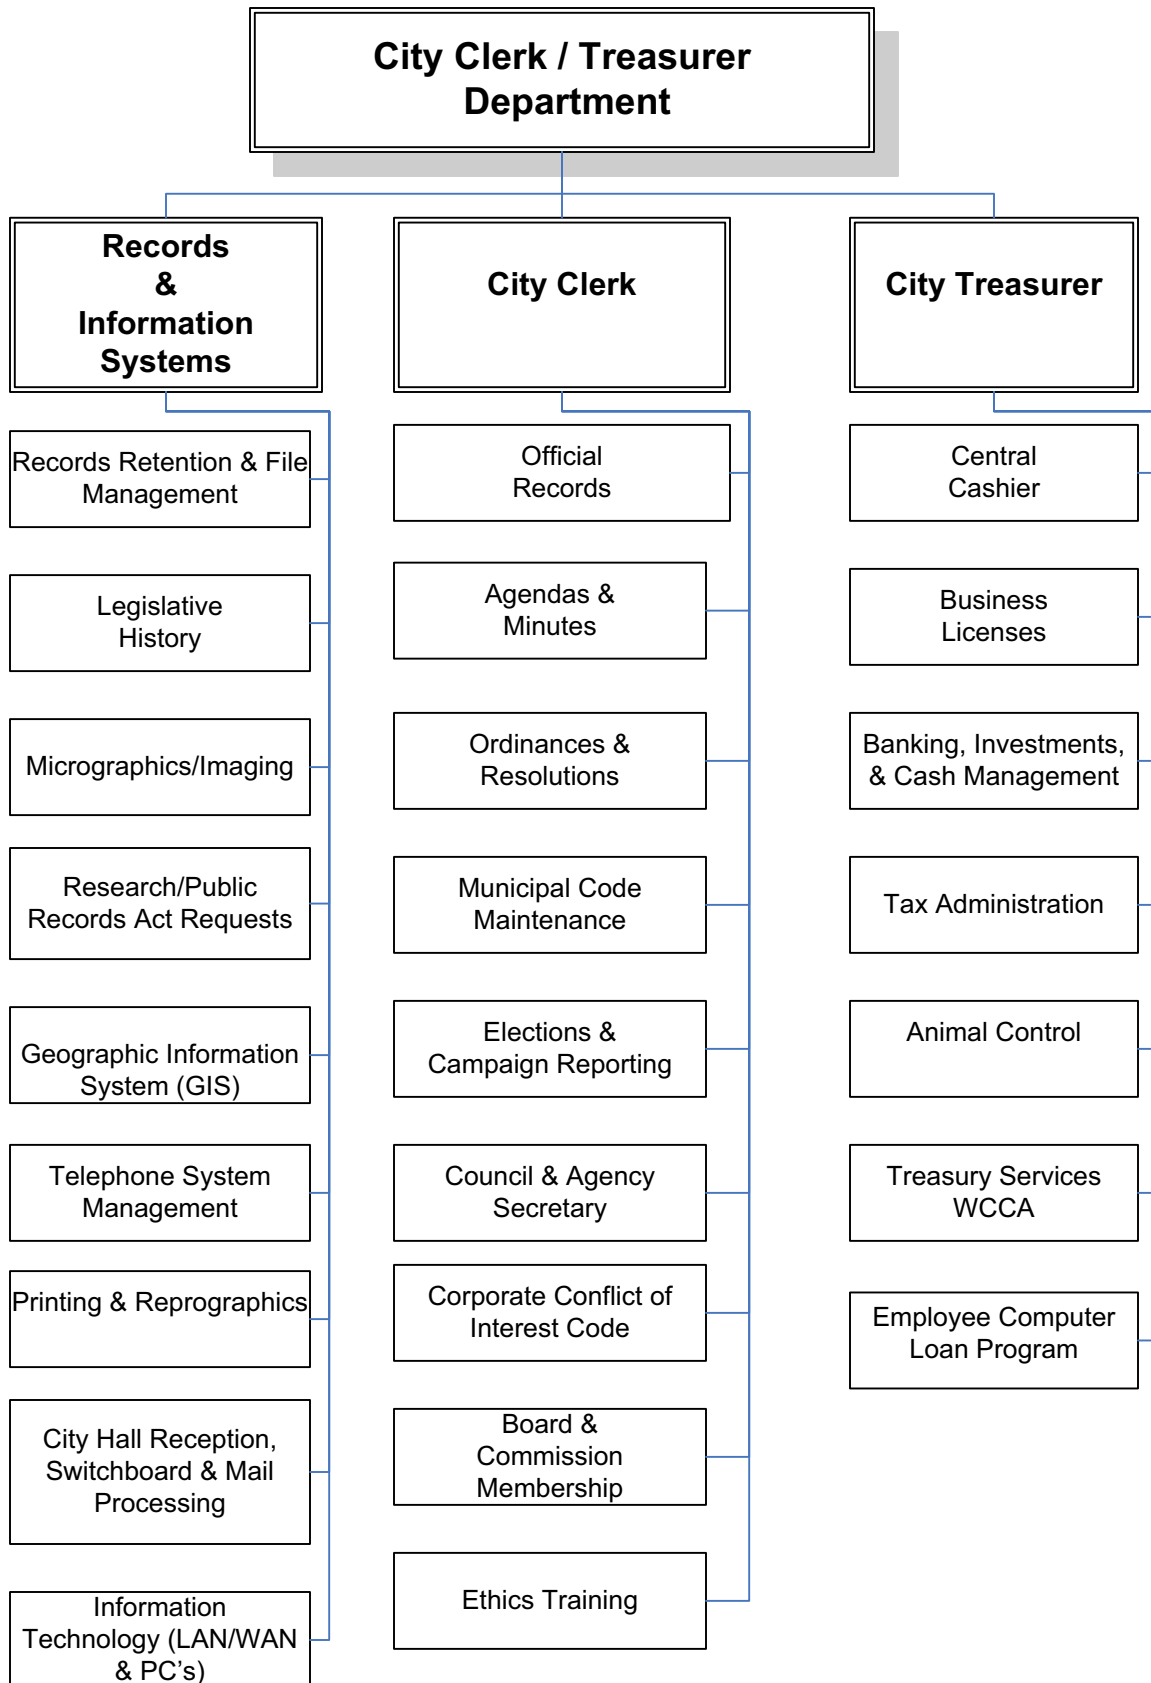 City Clerk / Treasurer
Department
Records
&
Information
Systems
City Clerk
City Treasurer
Records Retention & File
Management
Legislative
History
Micrographics/Imaging
Research/Public
Records Act Requests
Geographic Information
System (GIS)
Telephone System
Management
Printing & Reprographics
City Hall Reception,
Switchboard & Mail
Processing
Information
Technology (LAN/WAN
& PC's)
Official
Records
Agendas &
Minutes
Ordinances &
Resolutions
Municipal Code
Maintenance
Elections &
Campaign Reporting
Council & Agency
Secretary
Corporate Conflict of
Interest Code
Board &
Commission
Membership
Ethics Training
Central
Cashier
Business
Licenses
Banking, Investments,
& Cash Management
Tax Administration
Animal Control
Treasury Services
WCCA
Employee Computer
Loan Program